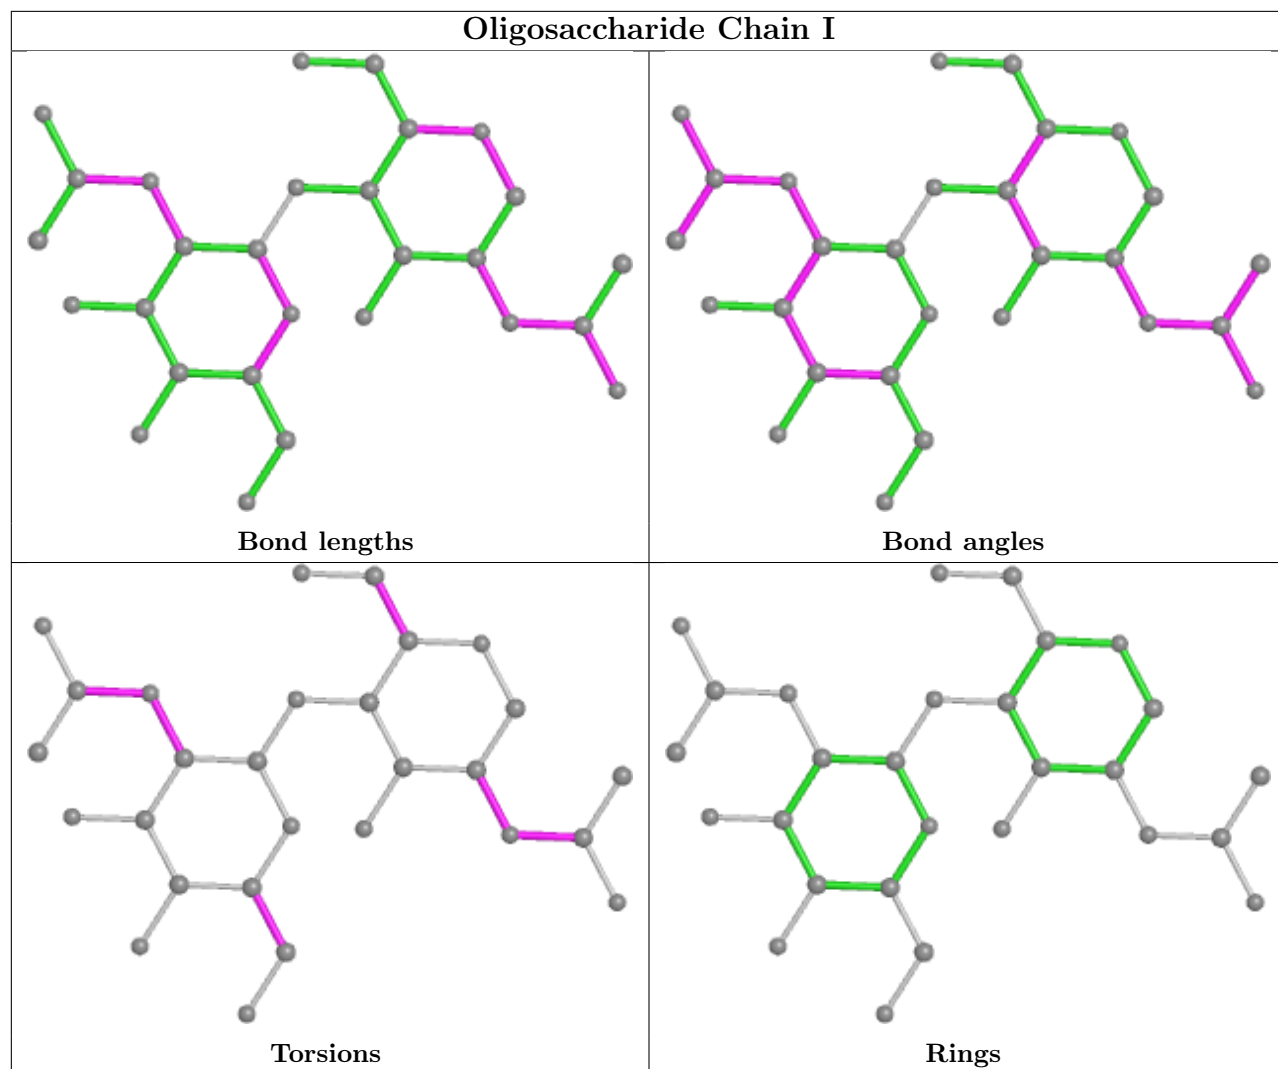 Oligosaccharide Chain I
Bond lengths
Bond angles
Torsions
Rings